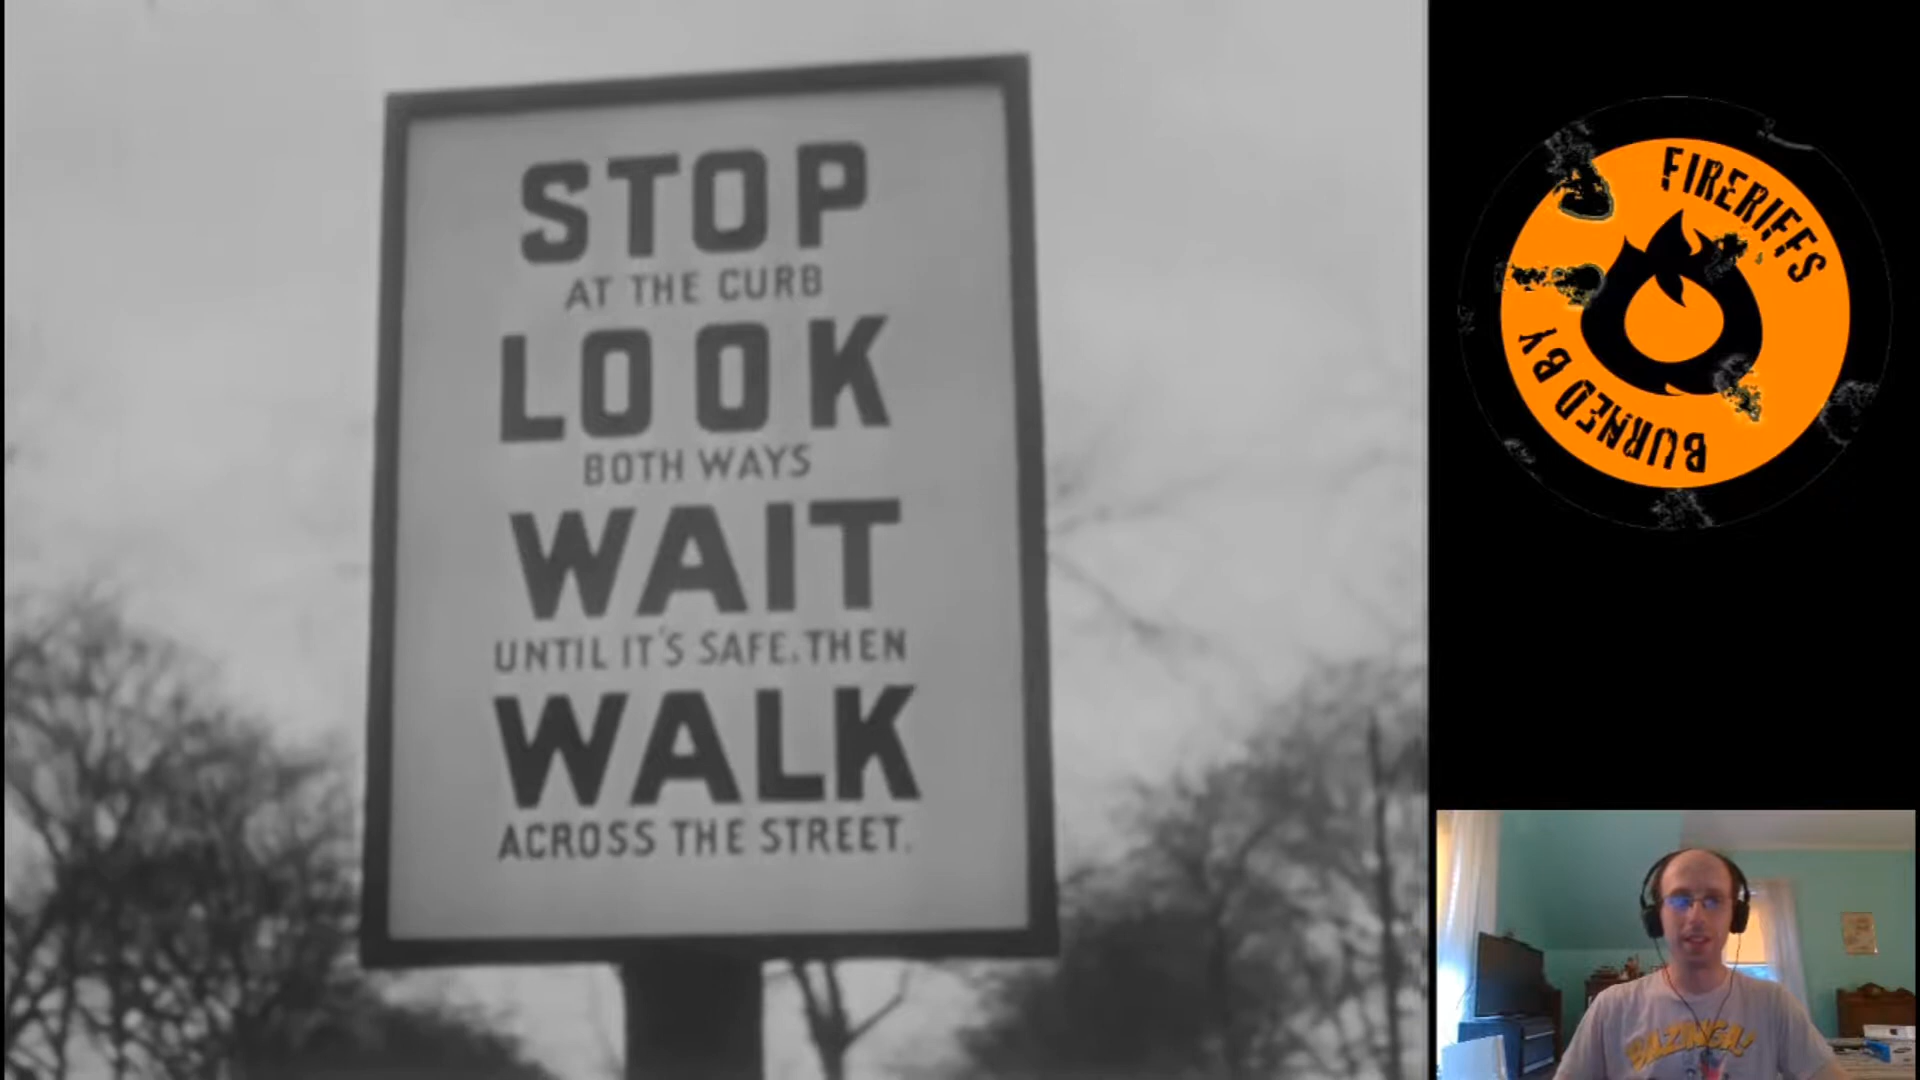 STOP
AT THE CURB
LOOK
BOTH WAYS
WAIT
UNTIL IT'S SAFE. THEN
WALK
ACROSS THE STREET.
FIRERIFFS
BURNED BY
BAZINGA!